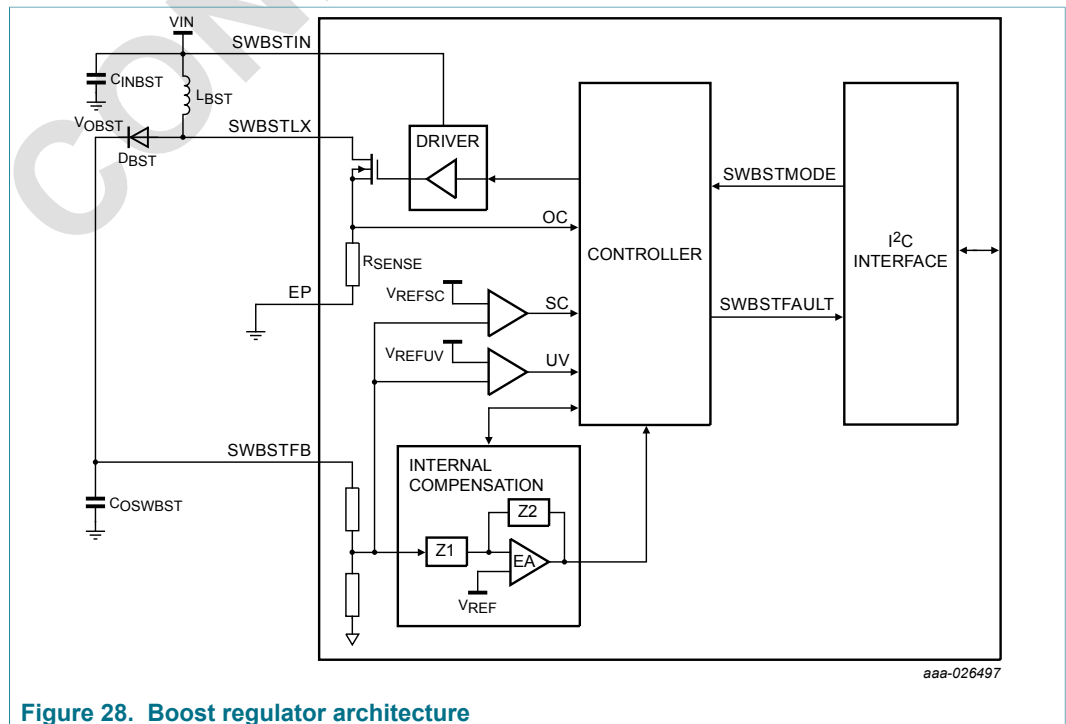 CON
VIN
SWBSTIN
CINBST
LBST
VOBST
SWBSTLX
DBST
DRIVER
SWBSTMODE
OC
CONTROLLER
I2C
INTERFACE
RSENSE
EP
VREFSC
SC
SWBSTFAULT
VREFUV
UV
SWBSTFB
INTERNAL
COMPENSATION
COSWBST
Z2
Z1
EA
VREF
aaa-026497
Figure 28. Boost regulator architecture